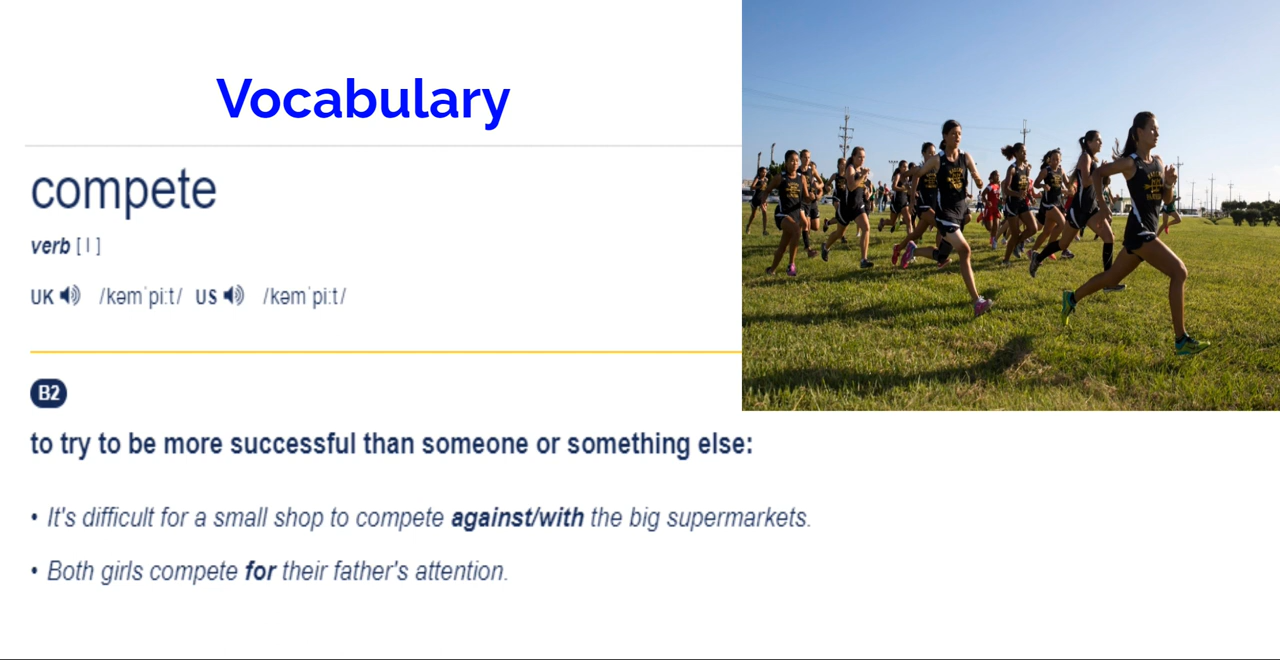 Vocabulary
compete
verb [ I ]
UK /kəmˈpiːt/ US /kəmˈpiːt/
B2
to try to be more successful than someone or something else:
• It's difficult for a small shop to compete against/with the big supermarkets.
• Both girls compete for their father's attention.